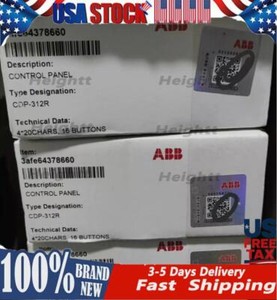 USA STOCK
3afe64378660
ABB
Description:
CONTROL PANEL
Heightt
Type Designation:
CDP-312R
Technical Data:
4*20CHARS, 16 BUTTONS
Item:
3afe64378660
ABB
Description:
CONTROL PANEL
Heightt
Type Designation:
CDP-312R
Technical Data:
4*20CHARS, 16 BUTTONS
ABB
US
FREE
TAX
100% BRAND NEW
3-5 Days Delivery
Fast Shipping